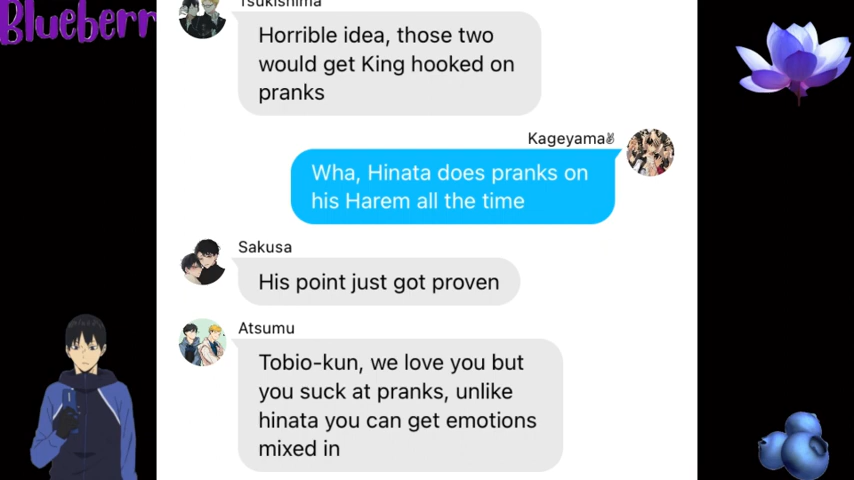 Blueberr
Tsukishima
Horrible idea, those two
would get King hooked on
pranks
Kageyama✌
Wha, Hinata does pranks on
his Harem all the time
Sakusa
His point just got proven
Atsumu
Tobio-kun, we love you but
you suck at pranks, unlike
hinata you can get emotions
mixed in